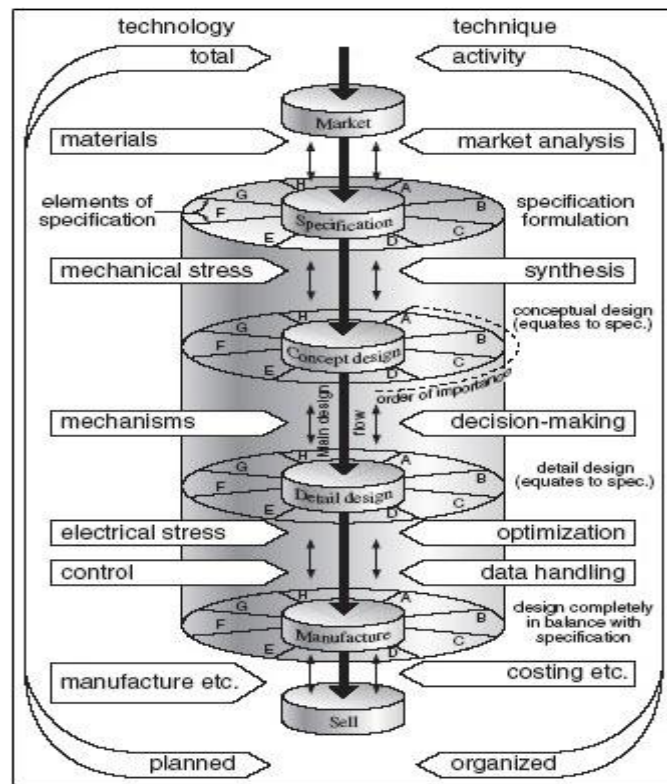 technology
technique
total
activity
Market
materials
market analysis
H
A
G
B
elements of
specification
F
Specification
C
E
D
specification
formulation
mechanical stress
synthesis
conceptual design
(equates to spec.)
H
A
G
B
F
Concept design
C
E
D
order of importance
mechanisms
Main design
flow
decision-making
detail design
(equates to spec.)
H
A
G
B
F
Detail design
C
E
D
electrical stress
optimization
control
data handling
H
A
G
B
F
Manufacture
C
E
D
design completely
in balance with
specification
manufacture etc.
costing etc.
Sell
planned
organized